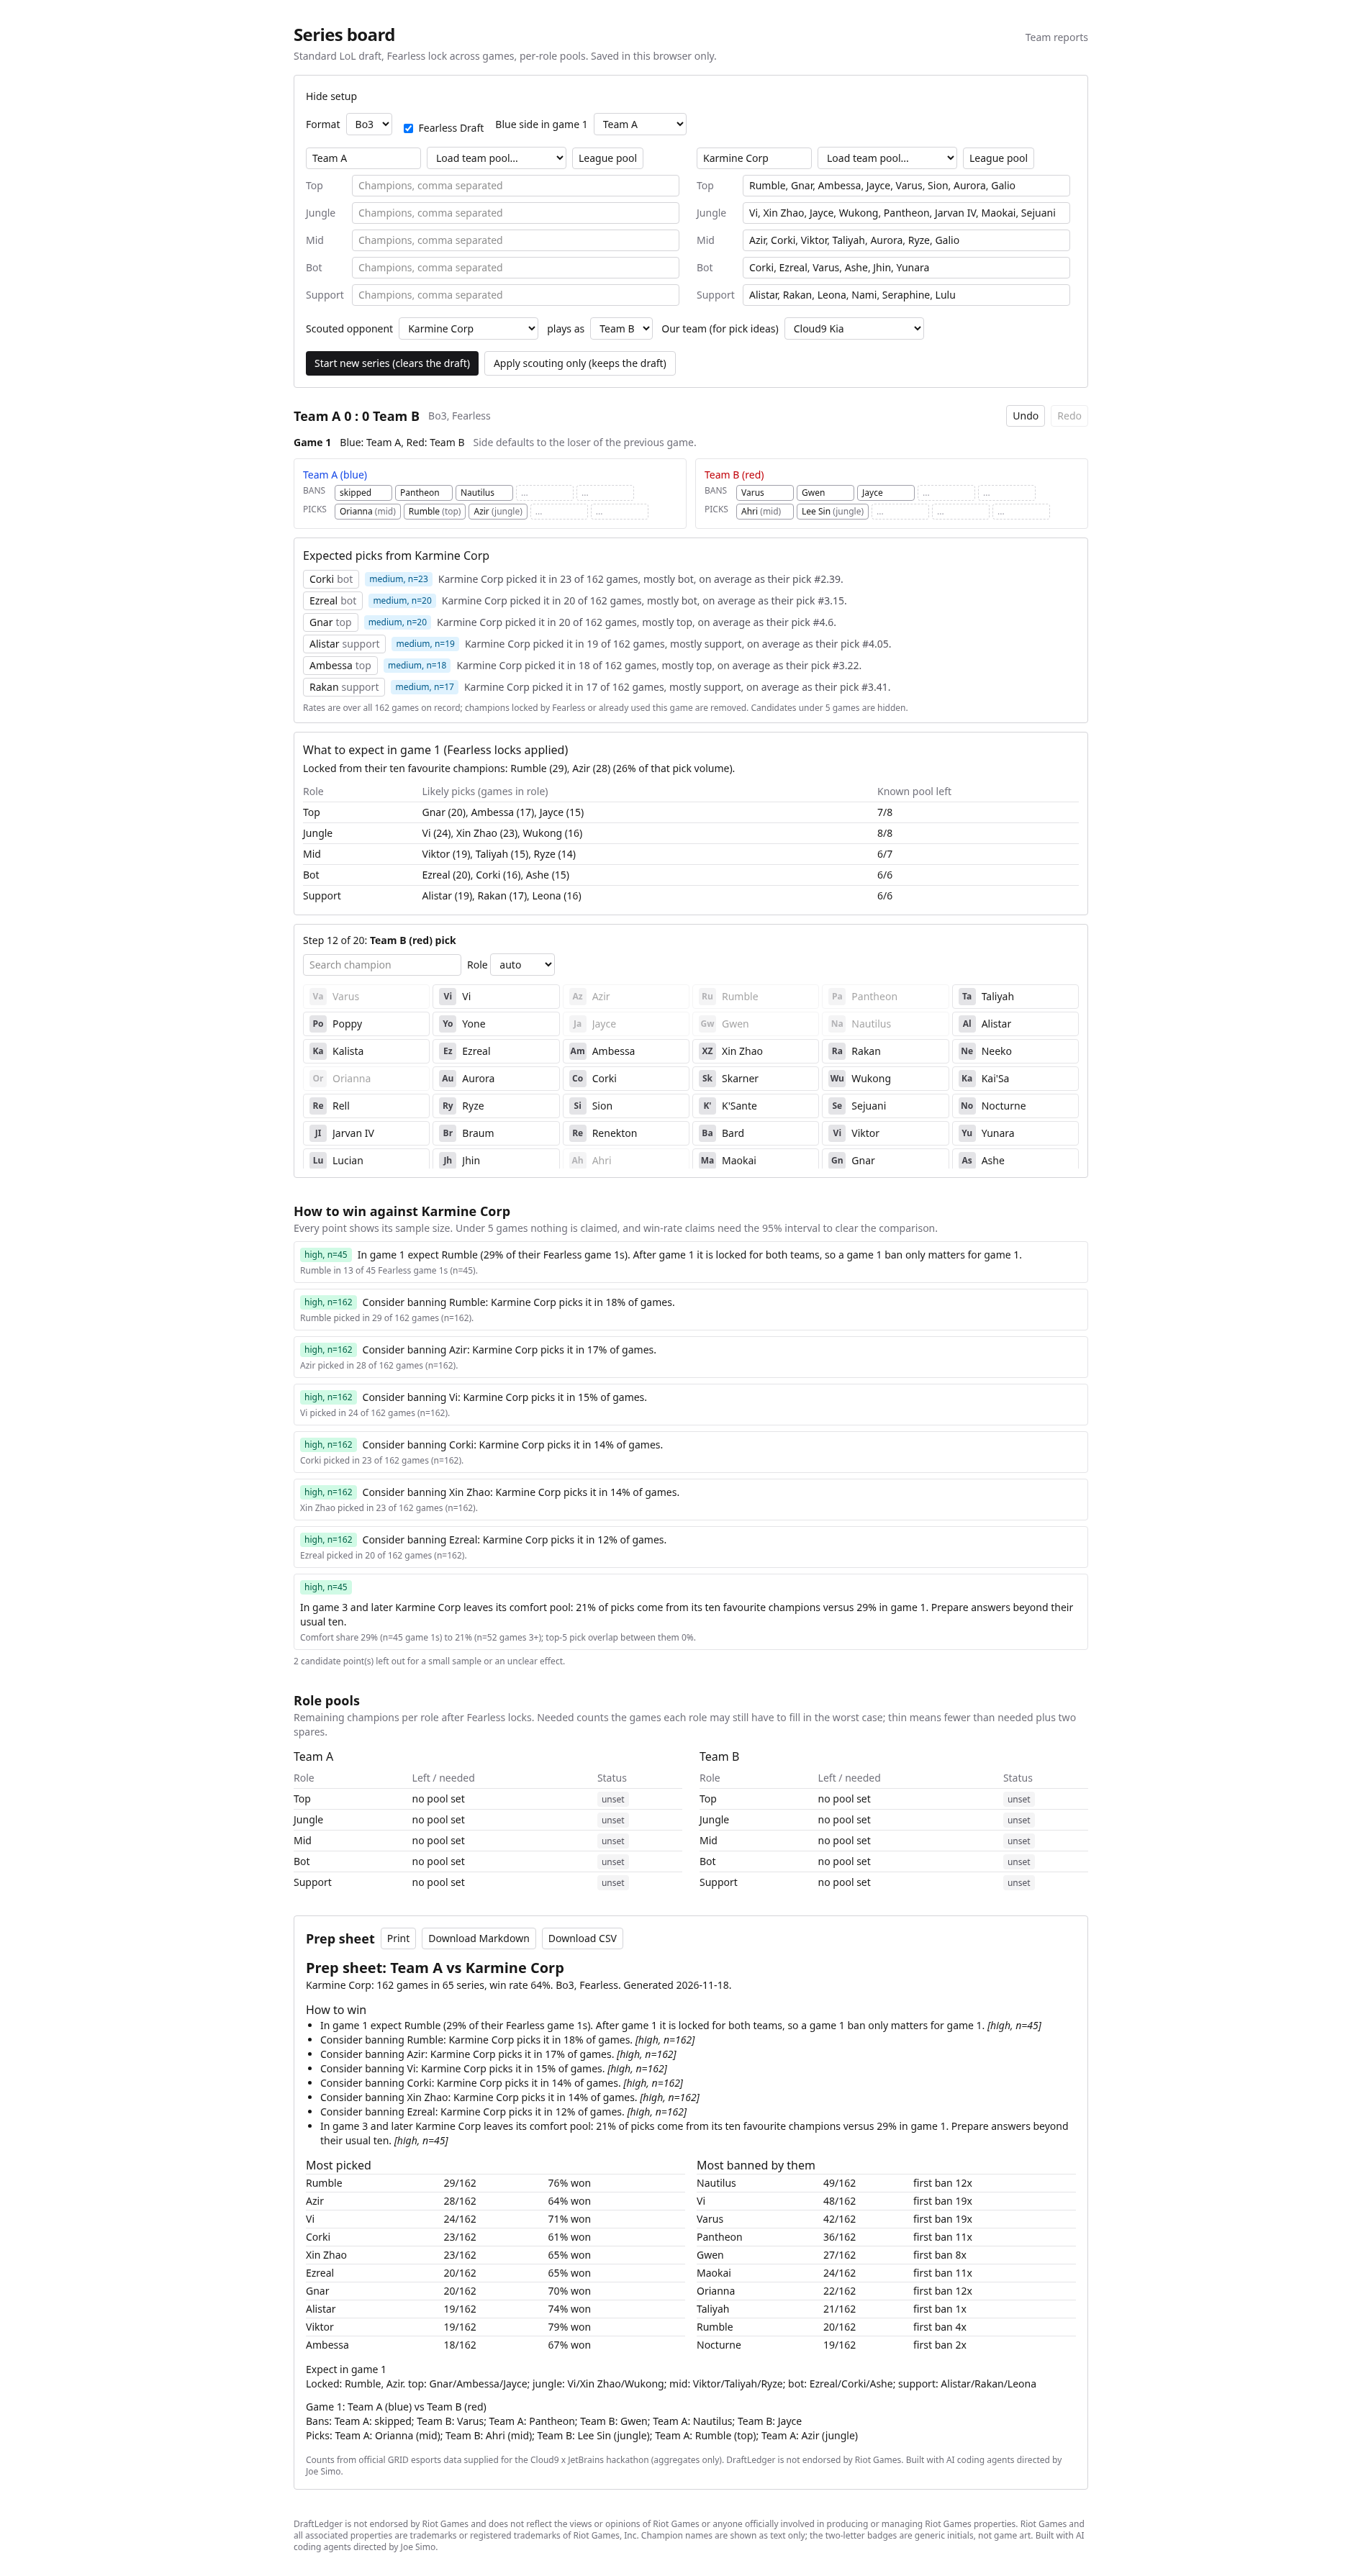 Series board
Team reports
Standard LoL draft, Fearless lock across games, per-role pools. Saved in this browser only.
Hide setup
Format Bo3 Fearless Draft Blue side in game 1 Team A
Team A Load team pool... League pool
Top Champions, comma separated
Jungle Champions, comma separated
Mid Champions, comma separated
Bot Champions, comma separated
Support Champions, comma separated
Karmine Corp Load team pool... League pool
Top Rumble, Gnar, Ambessa, Jayce, Varus, Sion, Aurora, Galio
Jungle Vi, Xin Zhao, Jayce, Wukong, Pantheon, Jarvan IV, Maokai, Sejuani
Mid Azir, Corki, Viktor, Taliyah, Aurora, Ryze, Galio
Bot Corki, Ezreal, Varus, Ashe, Jhin, Yunara
Support Alistar, Rakan, Leona, Nami, Seraphine, Lulu
Scouted opponent Karmine Corp plays as Team B Our team (for pick ideas) Cloud9 Kia
Start new series (clears the draft) Apply scouting only (keeps the draft)
Team A 0 : 0 Team B Bo3, Fearless Undo Redo
Game 1 Blue: Team A, Red: Team B Side defaults to the loser of the previous game.
Team A (blue)
BANS skipped Pantheon Nautilus ... ...
PICKS Orianna (mid) Rumble (top) Azir (jungle) ... ...
Team B (red)
BANS Varus Gwen Jayce ... ...
PICKS Ahri (mid) Lee Sin (jungle) ... ... ...
Expected picks from Karmine Corp
Corki bot medium, n=23 Karmine Corp picked it in 23 of 162 games, mostly bot, on average as their pick #2.39.
Ezreal bot medium, n=20 Karmine Corp picked it in 20 of 162 games, mostly bot, on average as their pick #3.15.
Gnar top medium, n=20 Karmine Corp picked it in 20 of 162 games, mostly top, on average as their pick #4.6.
Alistar support medium, n=19 Karmine Corp picked it in 19 of 162 games, mostly support, on average as their pick #4.05.
Ambessa top medium, n=18 Karmine Corp picked it in 18 of 162 games, mostly top, on average as their pick #3.22.
Rakan support medium, n=17 Karmine Corp picked it in 17 of 162 games, mostly support, on average as their pick #3.41.
Rates are over all 162 games on record; champions locked by Fearless or already used this game are removed. Candidates under 5 games are hidden.
What to expect in game 1 (Fearless locks applied)
Locked from their ten favourite champions: Rumble (29), Azir (28) (26% of that pick volume).
Role Likely picks (games in role) Known pool left
Top Gnar (20), Ambessa (17), Jayce (15) 7/8
Jungle Vi (24), Xin Zhao (23), Wukong (16) 8/8
Mid Viktor (19), Taliyah (15), Ryze (14) 6/7
Bot Ezreal (20), Corki (16), Ashe (15) 6/6
Support Alistar (19), Rakan (17), Leona (16) 6/6
Step 12 of 20: Team B (red) pick
Search champion Role auto
Va Varus Vi Vi Az Azir Ru Rumble Pa Pantheon Ta Taliyah
Po Poppy Yo Yone Ja Jayce Gw Gwen Na Nautilus Al Alistar
Ka Kalista Ez Ezreal Am Ambessa XZ Xin Zhao Ra Rakan Ne Neeko
Or Orianna Au Aurora Co Corki Sk Skarner Wu Wukong Ka Kai'Sa
Re Rell Ry Ryze Si Sion K' K'Sante Se Sejuani No Nocturne
JI Jarvan IV Br Braum Re Renekton Ba Bard Vi Viktor Yu Yunara
Lu Lucian Jh Jhin Ah Ahri Ma Maokai Gn Gnar As Ashe
How to win against Karmine Corp
Every point shows its sample size. Under 5 games nothing is claimed, and win-rate claims need the 95% interval to clear the comparison.
high, n=45 In game 1 expect Rumble (29% of their Fearless game 1s). After game 1 it is locked for both teams, so a game 1 ban only matters for game 1.
Rumble in 13 of 45 Fearless game 1s (n=45).
high, n=162 Consider banning Rumble: Karmine Corp picks it in 18% of games.
Rumble picked in 29 of 162 games (n=162).
high, n=162 Consider banning Azir: Karmine Corp picks it in 17% of games.
Azir picked in 28 of 162 games (n=162).
high, n=162 Consider banning Vi: Karmine Corp picks it in 15% of games.
Vi picked in 24 of 162 games (n=162).
high, n=162 Consider banning Corki: Karmine Corp picks it in 14% of games.
Corki picked in 23 of 162 games (n=162).
high, n=162 Consider banning Xin Zhao: Karmine Corp picks it in 14% of games.
Xin Zhao picked in 23 of 162 games (n=162).
high, n=162 Consider banning Ezreal: Karmine Corp picks it in 12% of games.
Ezreal picked in 20 of 162 games (n=162).
high, n=45
In game 3 and later Karmine Corp leaves its comfort pool: 21% of picks come from its ten favourite champions versus 29% in game 1. Prepare answers beyond their
usual ten.
Comfort share 29% (n=45 game 1s) to 21% (n=52 games 3+); top-5 pick overlap between them 0%.
2 candidate point(s) left out for a small sample or an unclear effect.
Role pools
Remaining champions per role after Fearless locks. Needed counts the games each role may still have to fill in the worst case; thin means fewer than needed plus two
spares.
Team A
Role Left / needed Status
Top no pool set unset
Jungle no pool set unset
Mid no pool set unset
Bot no pool set unset
Support no pool set unset
Team B
Role Left / needed Status
Top no pool set unset
Jungle no pool set unset
Mid no pool set unset
Bot no pool set unset
Support no pool set unset
Prep sheet Print Download Markdown Download CSV
Prep sheet: Team A vs Karmine Corp
Karmine Corp: 162 games in 65 series, win rate 64%. Bo3, Fearless. Generated 2026-11-18.
How to win
• In game 1 expect Rumble (29% of their Fearless game 1s). After game 1 it is locked for both teams, so a game 1 ban only matters for game 1. [high, n=45]
• Consider banning Rumble: Karmine Corp picks it in 18% of games. [high, n=162]
• Consider banning Azir: Karmine Corp picks it in 17% of games. [high, n=162]
• Consider banning Vi: Karmine Corp picks it in 15% of games. [high, n=162]
• Consider banning Corki: Karmine Corp picks it in 14% of games. [high, n=162]
• Consider banning Xin Zhao: Karmine Corp picks it in 14% of games. [high, n=162]
• Consider banning Ezreal: Karmine Corp picks it in 12% of games. [high, n=162]
• In game 3 and later Karmine Corp leaves its comfort pool: 21% of picks come from its ten favourite champions versus 29% in game 1. Prepare answers beyond
their usual ten. [high, n=45]
Most picked
Rumble 29/162 76% won
Azir 28/162 64% won
Vi 24/162 71% won
Corki 23/162 61% won
Xin Zhao 23/162 65% won
Ezreal 20/162 65% won
Gnar 20/162 70% won
Alistar 19/162 74% won
Viktor 19/162 79% won
Ambessa 18/162 67% won
Most banned by them
Nautilus 49/162 first ban 12x
Vi 48/162 first ban 19x
Varus 42/162 first ban 19x
Pantheon 36/162 first ban 11x
Gwen 27/162 first ban 8x
Maokai 24/162 first ban 11x
Orianna 22/162 first ban 12x
Taliyah 21/162 first ban 1x
Rumble 20/162 first ban 4x
Nocturne 19/162 first ban 2x
Expect in game 1
Locked: Rumble, Azir. top: Gnar/Ambessa/Jayce; jungle: Vi/Xin Zhao/Wukong; mid: Viktor/Taliyah/Ryze; bot: Ezreal/Corki/Ashe; support: Alistar/Rakan/Leona
Game 1: Team A (blue) vs Team B (red)
Bans: Team A: skipped; Team B: Varus; Team A: Pantheon; Team B: Gwen; Team A: Nautilus; Team B: Jayce
Picks: Team A: Orianna (mid); Team B: Ahri (mid); Team B: Lee Sin (jungle); Team A: Rumble (top); Team A: Azir (jungle)
Counts from official GRID esports data supplied for the Cloud9 x JetBrains hackathon (aggregates only). DraftLedger is not endorsed by Riot Games. Built with AI coding agents directed by
Joe Simo.
DraftLedger is not endorsed by Riot Games and does not reflect the views or opinions of Riot Games or anyone officially involved in producing or managing Riot Games properties. Riot Games and
all associated properties are trademarks or registered trademarks of Riot Games, Inc. Champion names are shown as text only; the two-letter badges are generic initials, not game art. Built with AI
coding agents directed by Joe Simo.